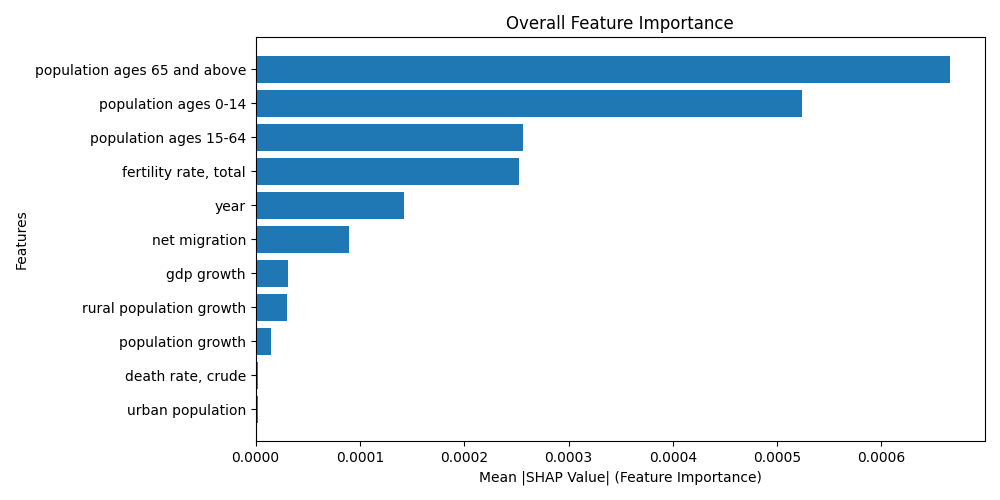 Overall Feature Importance
Features
population ages 65 and above
population ages 0-14
population ages 15-64
fertility rate, total
year
net migration
gdp growth
rural population growth
population growth
death rate, crude
urban population
0.0000 0.0001 0.0002 0.0003 0.0004 0.0005 0.0006
Mean |SHAP Value| (Feature Importance)